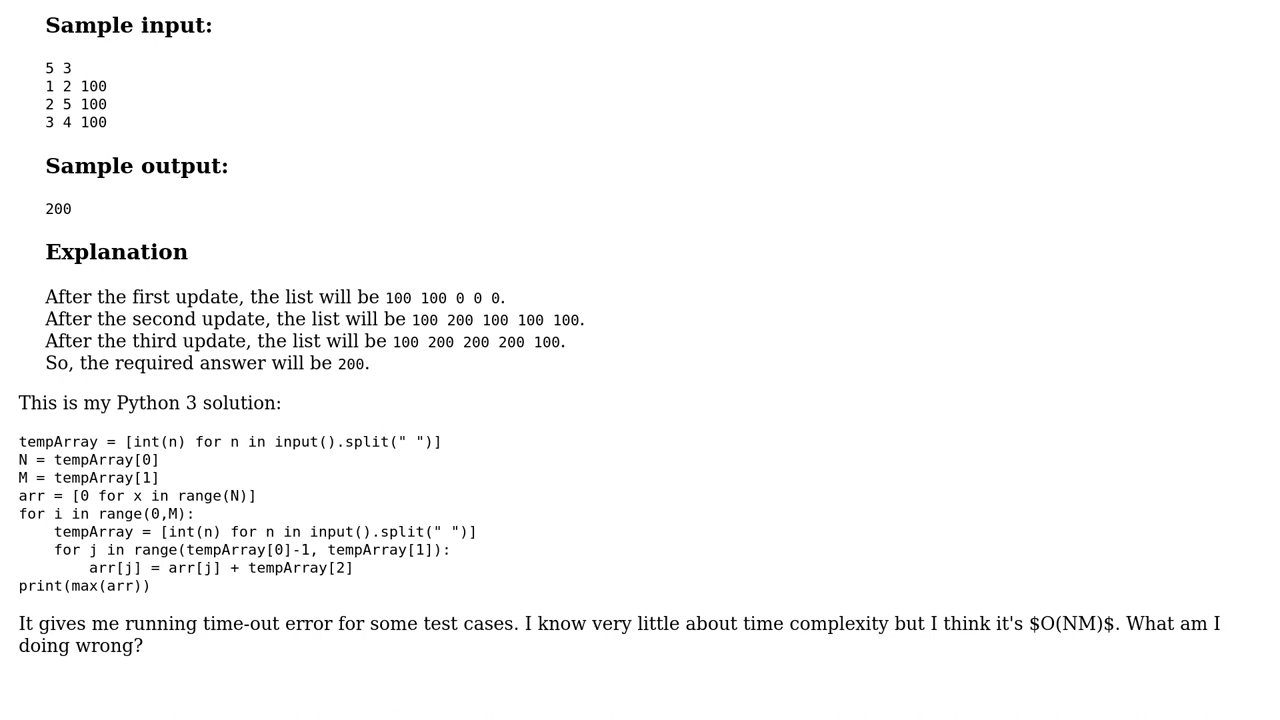 Sample input:
5 3
1 2 100
2 5 100
3 4 100
Sample output:
200
Explanation
After the first update, the list will be 100 100 0 0 0.
After the second update, the list will be 100 200 100 100 100.
After the third update, the list will be 100 200 200 200 100.
So, the required answer will be 200.
This is my Python 3 solution:
tempArray = [int(n) for n in input().split(" ")]
N = tempArray[0]
M = tempArray[1]
arr = [0 for x in range(N)]
for i in range(0,M):
    tempArray = [int(n) for n in input().split(" ")]
    for j in range(tempArray[0]-1, tempArray[1]):
        arr[j] = arr[j] + tempArray[2]
print(max(arr))
It gives me running time-out error for some test cases. I know very little about time complexity but I think it's $O(NM)$. What am I
doing wrong?